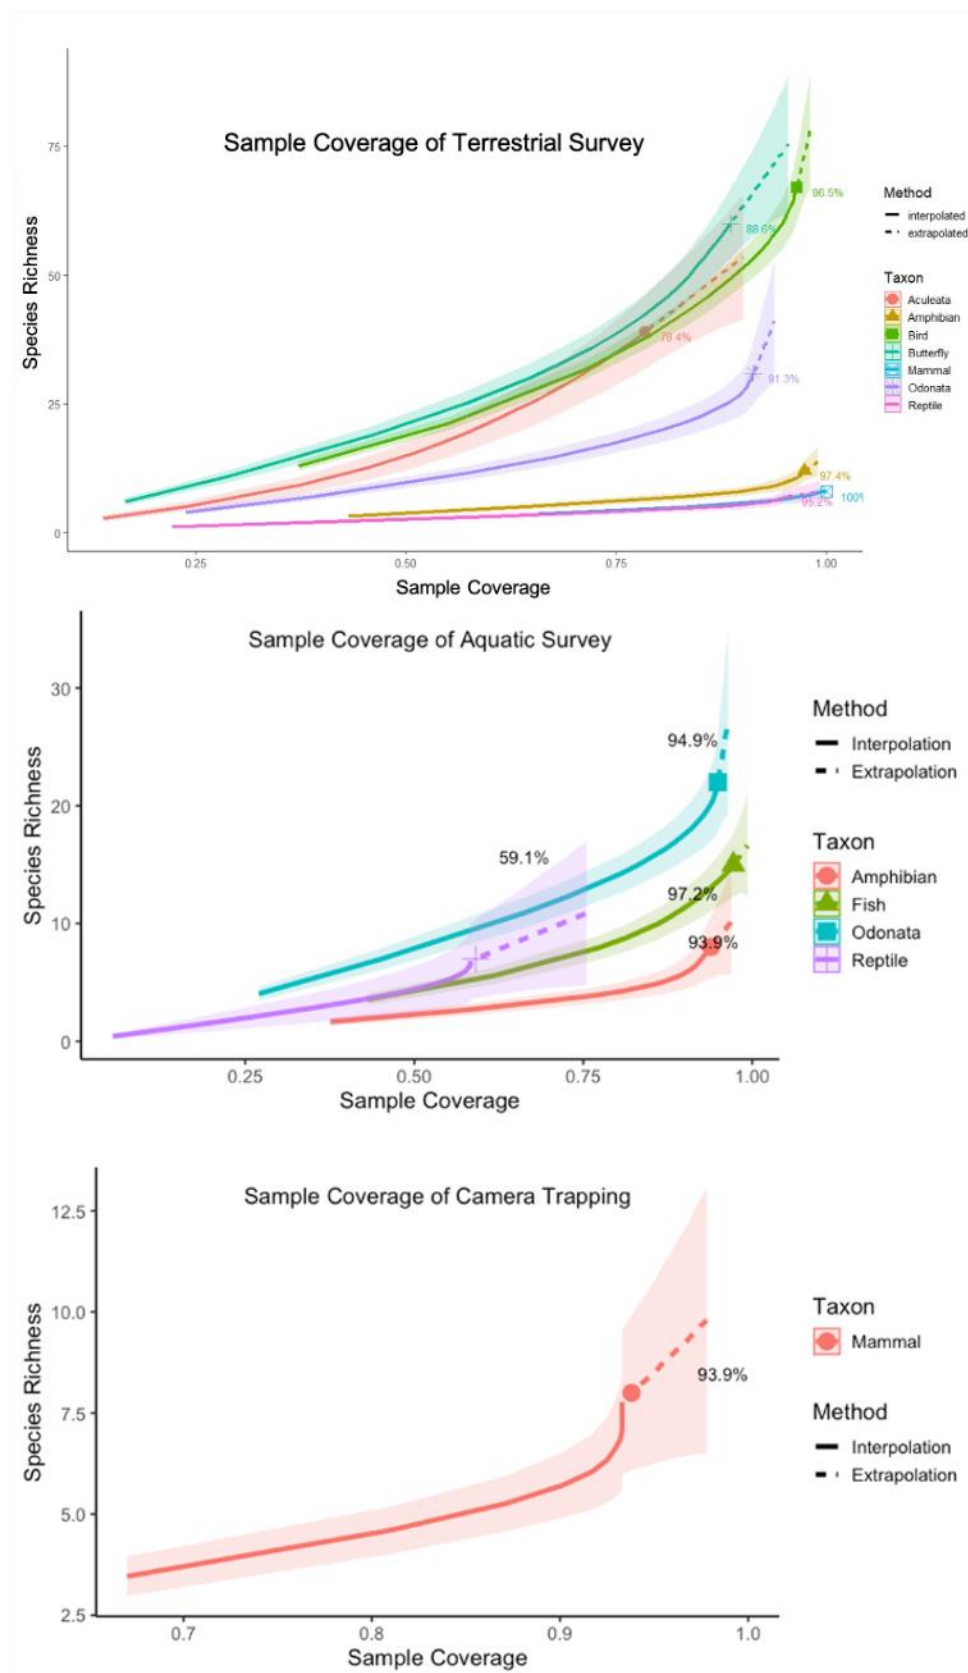 Sample Coverage of Terrestrial Survey
75
50
25
0
Species Richness
96.5%
88.6%
78.4%
91.3%
97.4%
100%
95.2%
0.25 0.50 0.75 1.00
Sample Coverage
Method
interpolated
extrapolated
Taxon
Aculeata
Amphibian
Bird
Butterfly
Mammal
Odonata
Reptile
Sample Coverage of Aquatic Survey
30
20
10
0
Species Richness
94.9%
59.1%
97.2%
93.9%
0.25 0.50 0.75 1.00
Sample Coverage
Method
Interpolation
Extrapolation
Taxon
Amphibian
Fish
Odonata
Reptile
Sample Coverage of Camera Trapping
12.5
10.0
7.5
5.0
2.5
Species Richness
93.9%
0.7 0.8 0.9 1.0
Sample Coverage
Taxon
Mammal
Method
Interpolation
Extrapolation